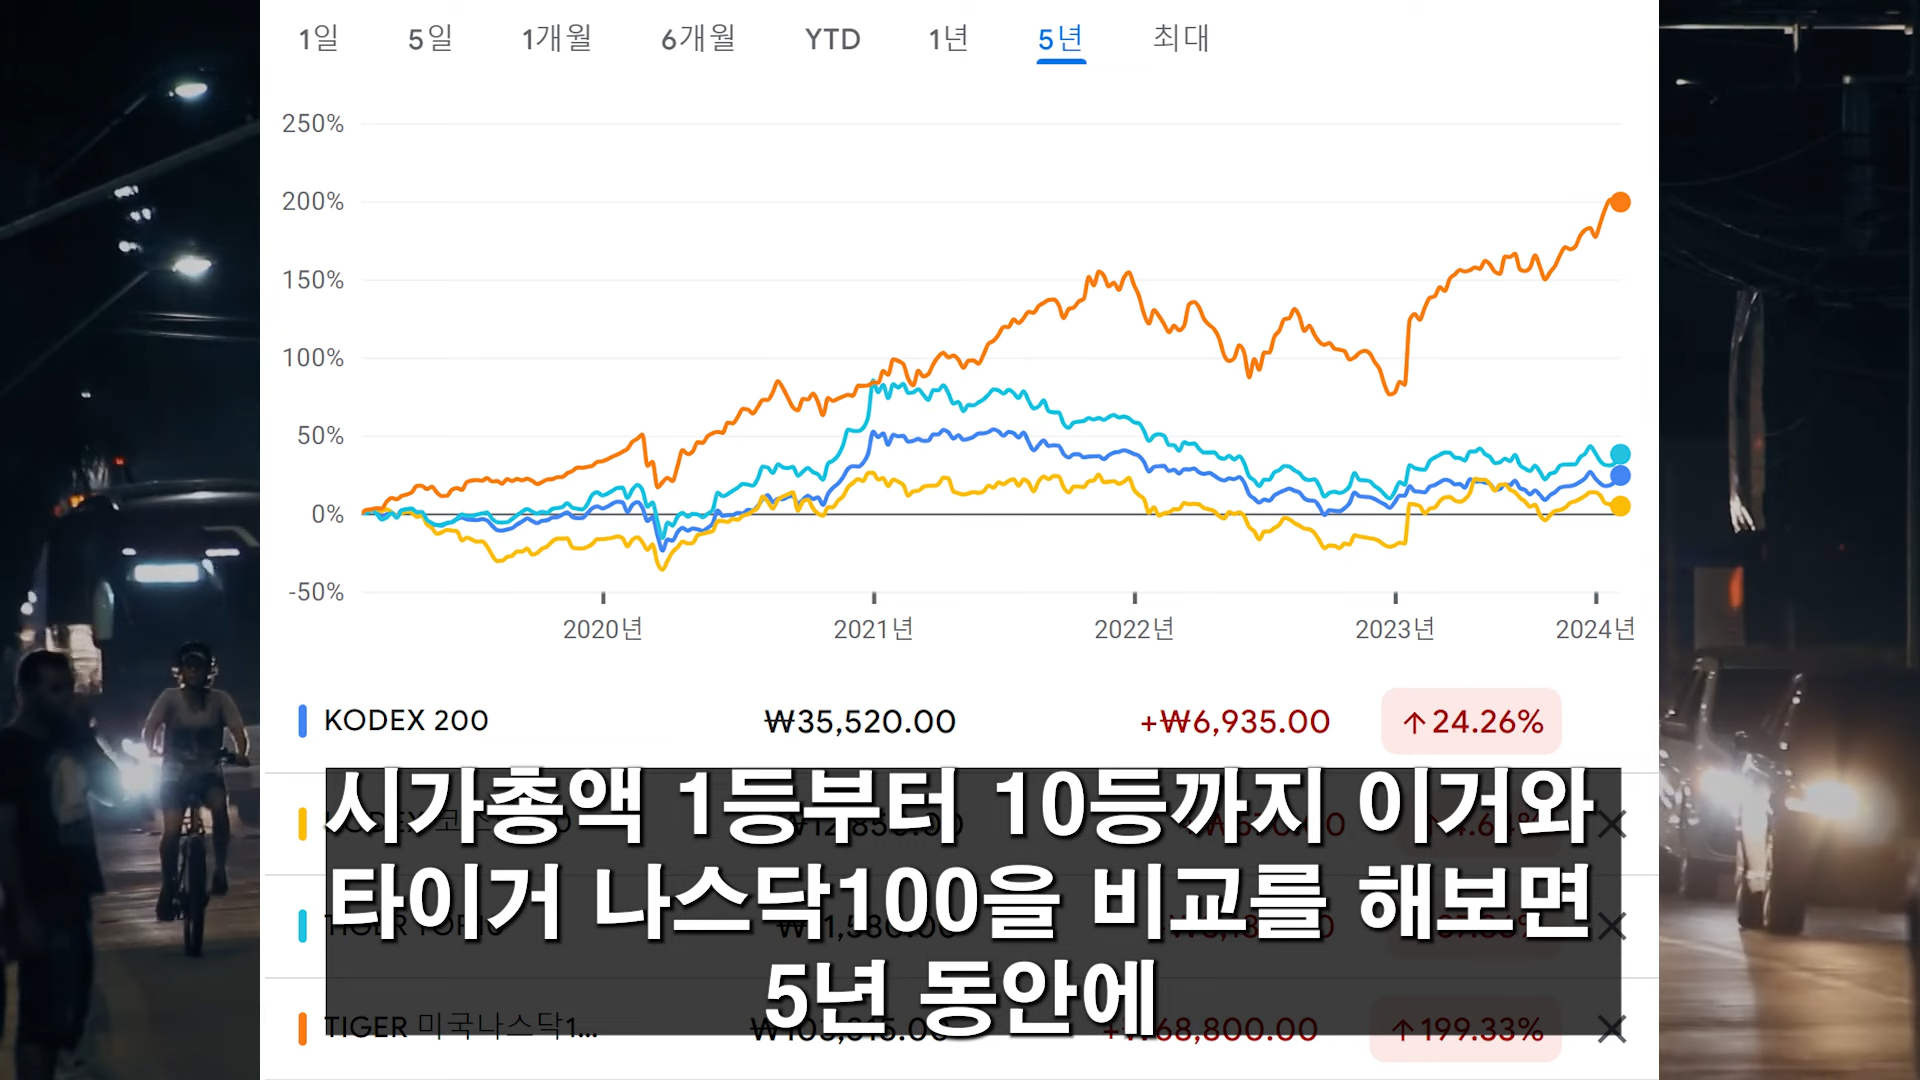 1일 5일 1개월 6개월 YTD 1년 5년 최대
250%
200%
150%
100%
50%
0%
-50%
2020년 2021년 2022년 2023년 2024년
KODEX 200 ₩35,520.00 +₩6,935.00 ↑24.26%
시가총액 1등부터 10등까지 이거와
타이거 나스닥100을 비교를 해보면
5년 동안에
TIGER 미국나스닥1... +₩68,800.00 ↑199.33%